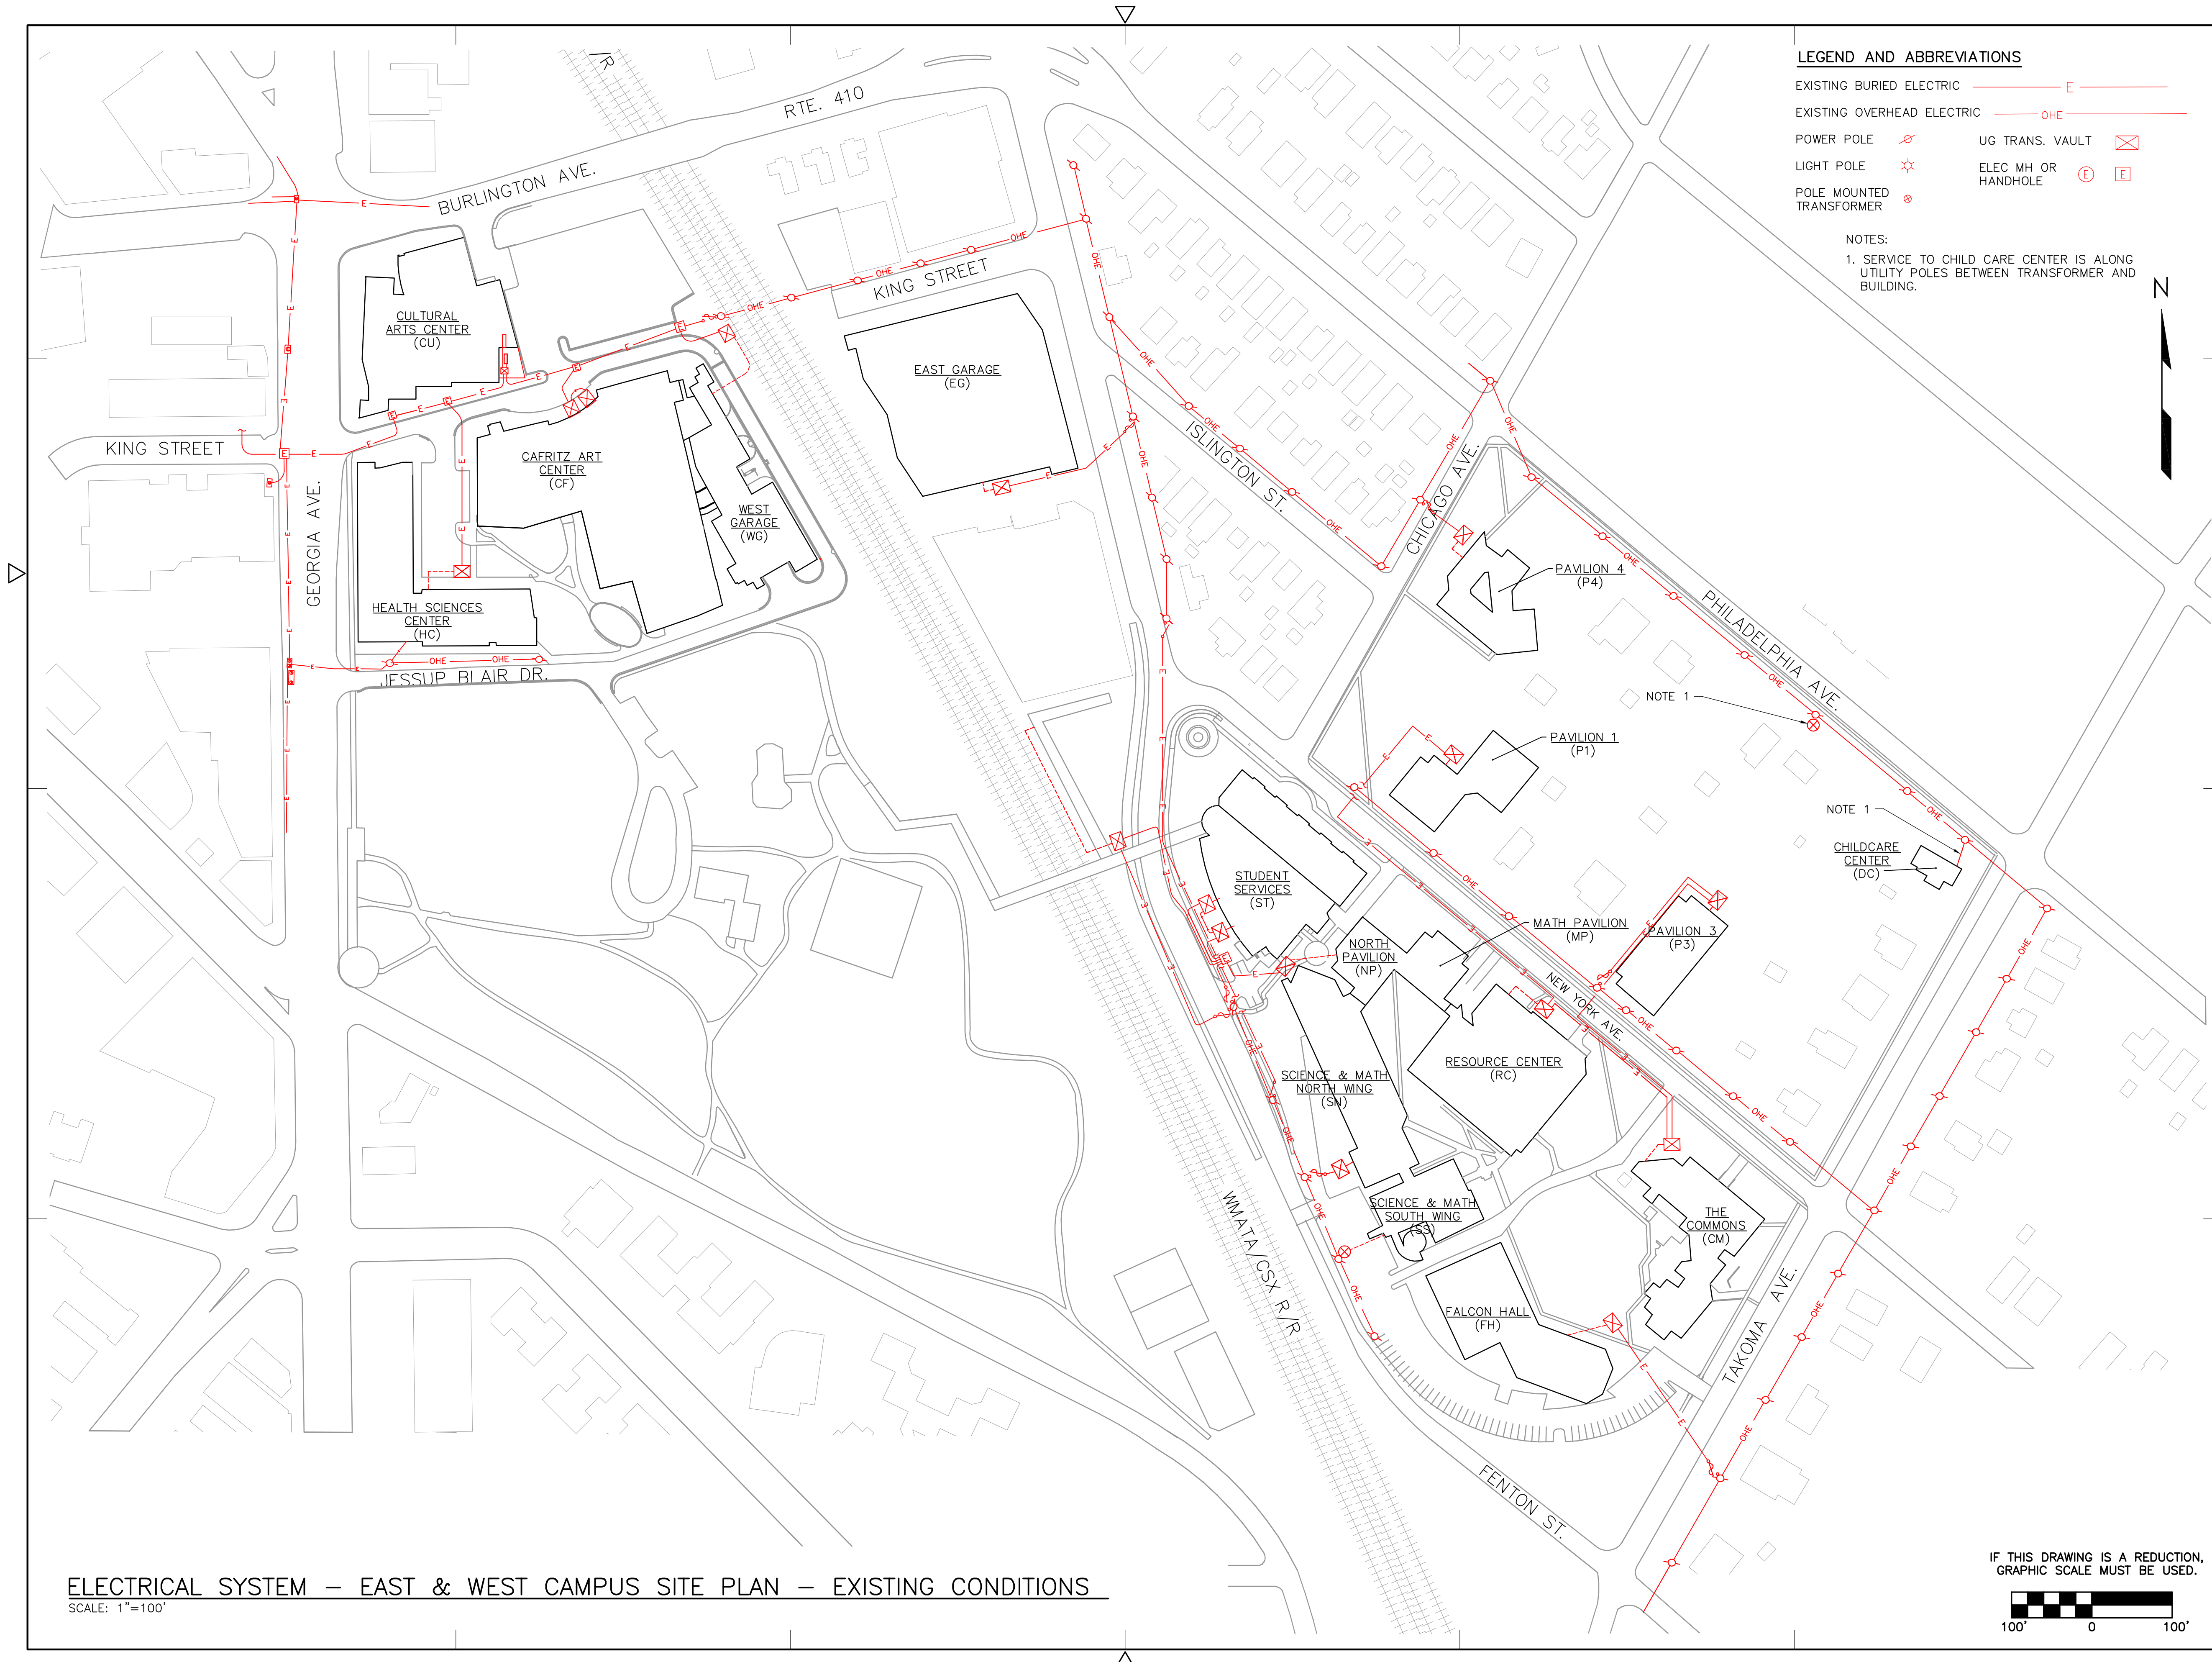 LEGEND AND ABBREVIATIONS
EXISTING BURIED ELECTRIC E
EXISTING OVERHEAD ELECTRIC OHE
POWER POLE
UG TRANS. VAULT
LIGHT POLE
ELEC MH OR
HANDHOLE
E E
POLE MOUNTED
TRANSFORMER
NOTES:
1. SERVICE TO CHILD CARE CENTER IS ALONG
UTILITY POLES BETWEEN TRANSFORMER AND
BUILDING.
N
/R
RTE. 410
BURLINGTON AVE.
KING STREET
CULTURAL
ARTS CENTER
(CU)
EAST GARAGE
(EG)
KING STREET
CAFRITZ ART
CENTER
(CF)
WEST
GARAGE
(WG)
GEORGIA AVE.
HEALTH SCIENCES
CENTER
(HC)
JESSUP BLAIR DR.
ISLINGTON ST.
CHICAGO AVE.
PAVILION 4
(P4)
PHILADELPHIA AVE.
NOTE 1
PAVILION 1
(P1)
NOTE 1
CHILDCARE
CENTER
(DC)
STUDENT
SERVICES
(ST)
MATH PAVILION
(MP)
NORTH
PAVILION
(NP)
PAVILION 3
(P3)
NEW YORK AVE.
RESOURCE CENTER
(RC)
SCIENCE & MATH
NORTH WING
(SN)
SCIENCE & MATH
SOUTH WING
(SS)
THE
COMMONS
(CM)
FALCON HALL
(FH)
WMATA/CSX R/R
TAKOMA AVE.
FENTON ST.
ELECTRICAL SYSTEM – EAST & WEST CAMPUS SITE PLAN – EXISTING CONDITIONS
SCALE: 1"=100'
IF THIS DRAWING IS A REDUCTION,
GRAPHIC SCALE MUST BE USED.
100' 0 100'